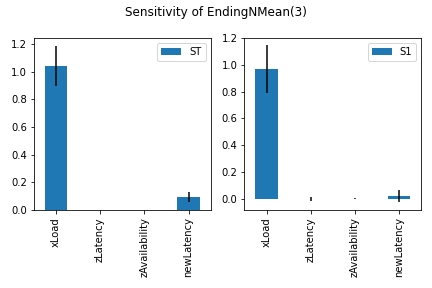 Sensitivity of EndingNMean(3)
1.2
1.0
0.8
0.6
0.4
0.2
0.0
ST
xLoad
zLatency
zAvailability
newLatency
1.2
1.0
0.8
0.6
0.4
0.2
0.0
S1
xLoad
zLatency
zAvailability
newLatency